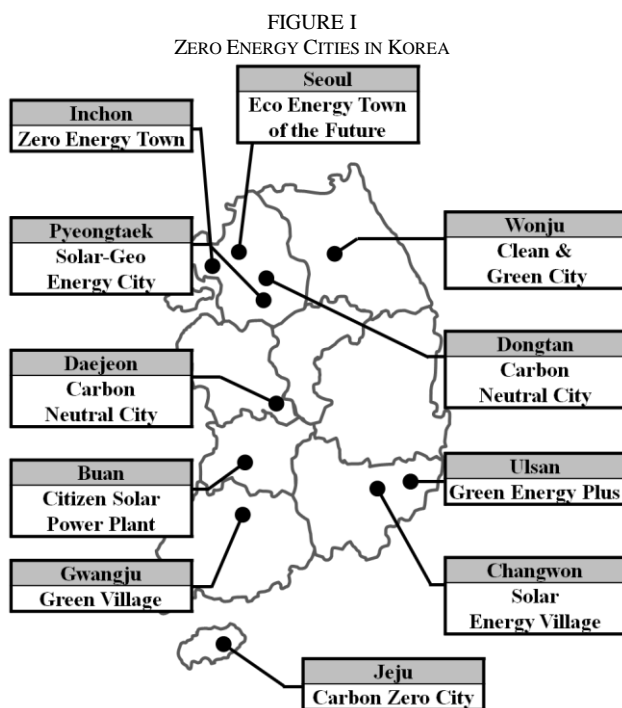 FIGURE I
ZERO ENERGY CITIES IN KOREA
Seoul
Eco Energy Town
of the Future
Inchon
Zero Energy Town
Pyeongtaek
Solar-Geo
Energy City
Wonju
Clean &
Green City
Daejeon
Carbon
Neutral City
Dongtan
Carbon
Neutral City
Buan
Citizen Solar
Power Plant
Ulsan
Green Energy Plus
Gwangju
Green Village
Changwon
Solar
Energy Village
Jeju
Carbon Zero City